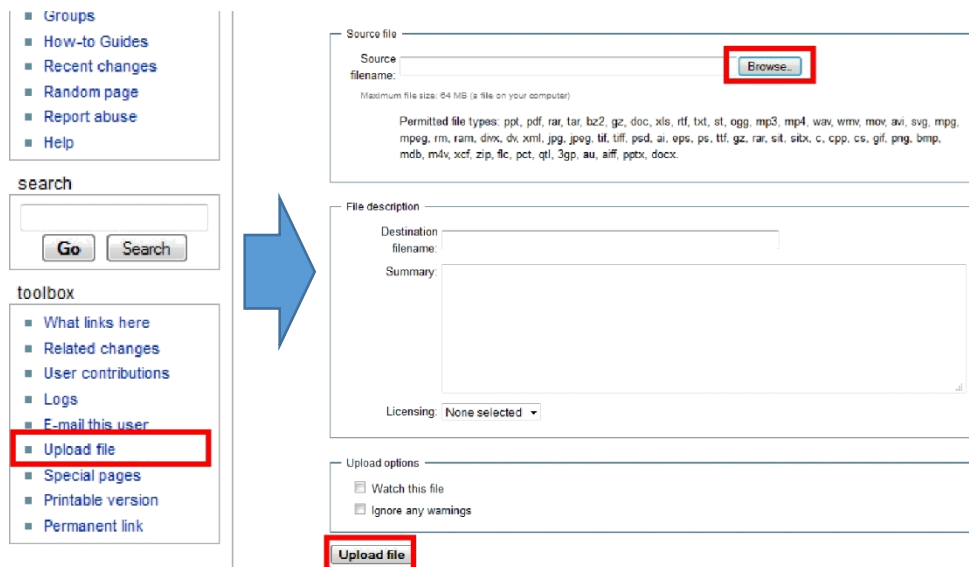 Groups
How-to Guides
Recent changes
Random page
Report abuse
Help
search
Go Search
toolbox
What links here
Related changes
User contributions
Logs
E-mail this user
Upload file
Special pages
Printable version
Permanent link
Source file
Source
filename:
Browse..
Maximum file size: 64 MB (a file on your computer)
Permitted file types: ppt, pdf, rar, tar, bz2, gz, doc, xls, rtf, txt, st, ogg, mp3, mp4, wav, wmv, mov, avi, svg, mpg,
mpeg, rm, ram, divx, dv, xml, jpg, jpeg, tif, tiff, psd, ai, eps, ps, ttf, gz, rar, sit, sitx, c, cpp, cs, gif, png, bmp,
mdb, m4v, xcf, zip, flc, pct, qtl, 3gp, au, aiff, pptx, docx.
File description
Destination
filename:
Summary:
Licensing: None selected
Upload options
Watch this file
Ignore any warnings
Upload file